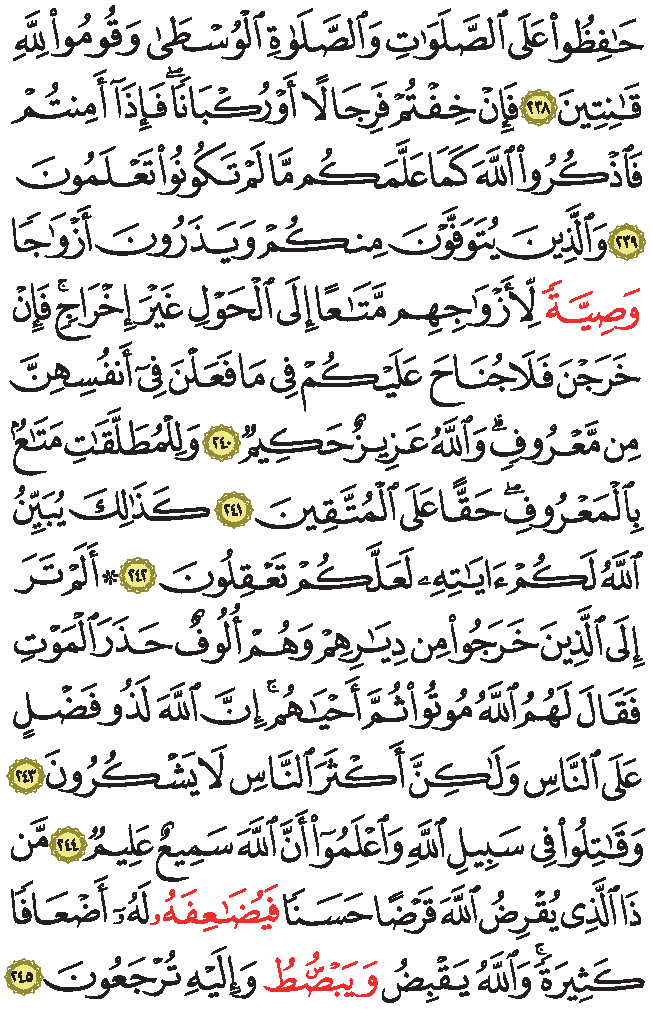 حَٰفِظُوا۟ عَلَى ٱلصَّلَوَٰتِ وَٱلصَّلَوٰةِ ٱلْوُسْطَىٰ وَقُومُوا۟ لِلَّهِ
قَٰنِتِينَ ٢٣٨ فَإِنْ خِفْتُمْ فَرِجَالًا أَوْ رُكْبَانًاۖ فَإِذَآ أَمِنتُمْ
فَٱذْكُرُوا۟ ٱللَّهَ كَمَا عَلَّمَكُم مَّا لَمْ تَكُونُوا۟ تَعْلَمُونَ
٢٣٩ وَٱلَّذِينَ يُتَوَفَّوْنَ مِنكُمْ وَيَذَرُونَ أَزْوَٰجًا
وَصِيَّةٌ لِّأَزْوَٰجِهِم مَّتَٰعًا إِلَى ٱلْحَوْلِ غَيْرَ إِخْرَاجٍۚ فَإِنْ
خَرَجْنَ فَلَا جُنَاحَ عَلَيْكُمْ فِى مَا فَعَلْنَ فِىٓ أَنفُسِهِنَّ
مِن مَّعْرُوفٍۗ وَٱللَّهُ عَزِيزٌ حَكِيمٌ ٢٤٠ وَلِلْمُطَلَّقَٰتِ مَتَٰعٌۢ
بِٱلْمَعْرُوفِۖ حَقًّا عَلَى ٱلْمُتَّقِينَ ٢٤١ كَذَٰلِكَ يُبَيِّنُ
ٱللَّهُ لَكُمْ ءَايَٰتِهِۦ لَعَلَّكُمْ تَعْقِلُونَ ٢٤٢ ۞ أَلَمْ تَرَ
إِلَى ٱلَّذِينَ خَرَجُوا۟ مِن دِيَٰرِهِمْ وَهُمْ أُلُوفٌ حَذَرَ ٱلْمَوْتِ
فَقَالَ لَهُمُ ٱللَّهُ مُوتُوا۟ ثُمَّ أَحْيَٰهُمْۚ إِنَّ ٱللَّهَ لَذُو فَضْلٍ
عَلَى ٱلنَّاسِ وَلَٰكِنَّ أَكْثَرَ ٱلنَّاسِ لَا يَشْكُرُونَ ٢٤٣
وَقَٰتِلُوا۟ فِى سَبِيلِ ٱللَّهِ وَٱعْلَمُوٓا۟ أَنَّ ٱللَّهَ سَمِيعٌ عَلِيمٌ ٢٤٤ مَّن
ذَا ٱلَّذِى يُقْرِضُ ٱللَّهَ قَرْضًا حَسَنًا فَيُضَٰعِفَهُۥ لَهُۥٓ أَضْعَافًا
كَثِيرَةًۚ وَٱللَّهُ يَقْبِضُ وَيَبْصُّطُ وَإِلَيْهِ تُرْجَعُونَ ٢٤٥